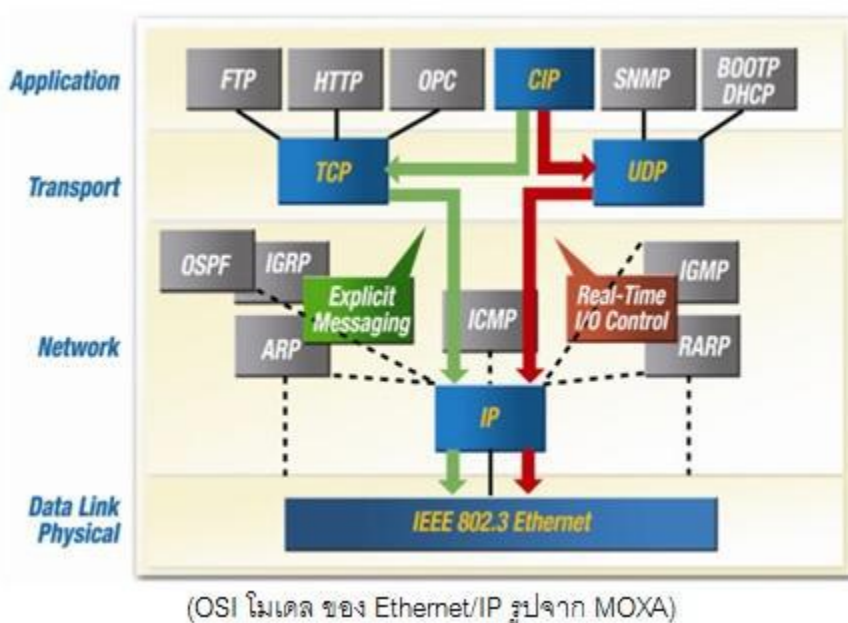 Application
FTP
HTTP
OPC
CIP
SNMP
BOOTP
DHCP
Transport
TCP
UDP
OSPF
IGRP
Explicit
Messaging
ICMP
Real-Time
I/O Control
IGMP
Network
ARP
RARP
IP
Data Link
Physical
IEEE 802.3 Ethernet
(OSI โมเดล ของ Ethernet/IP รูปจาก MOXA)